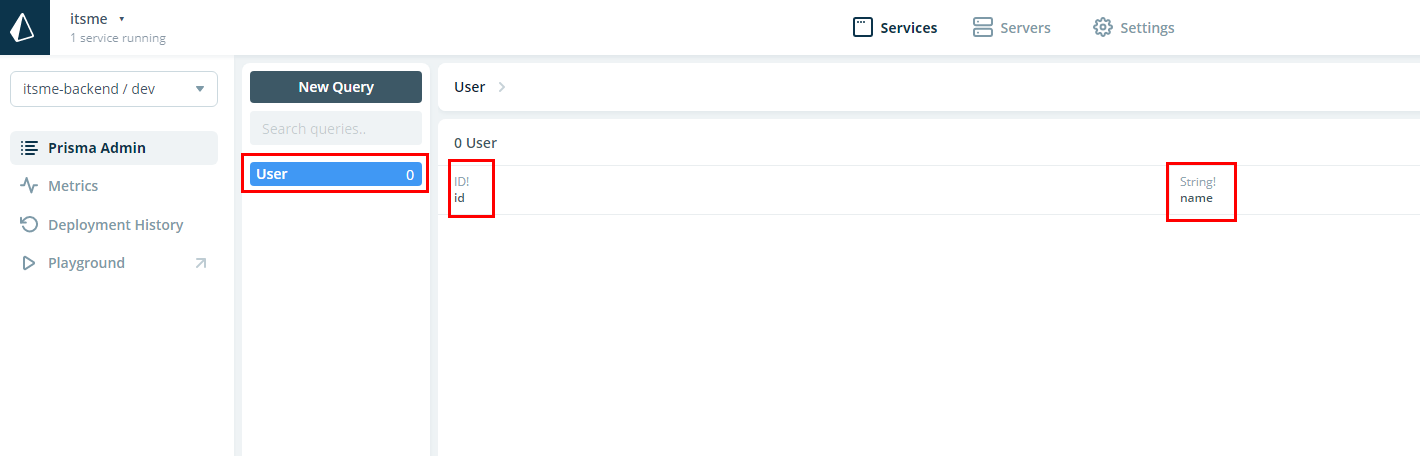 itsme
1 service running
Services
Servers
Settings
itsme-backend / dev
Prisma Admin
Metrics
Deployment History
Playground
New Query
Search queries..
User 0
User
0 User
ID!
id
String!
name